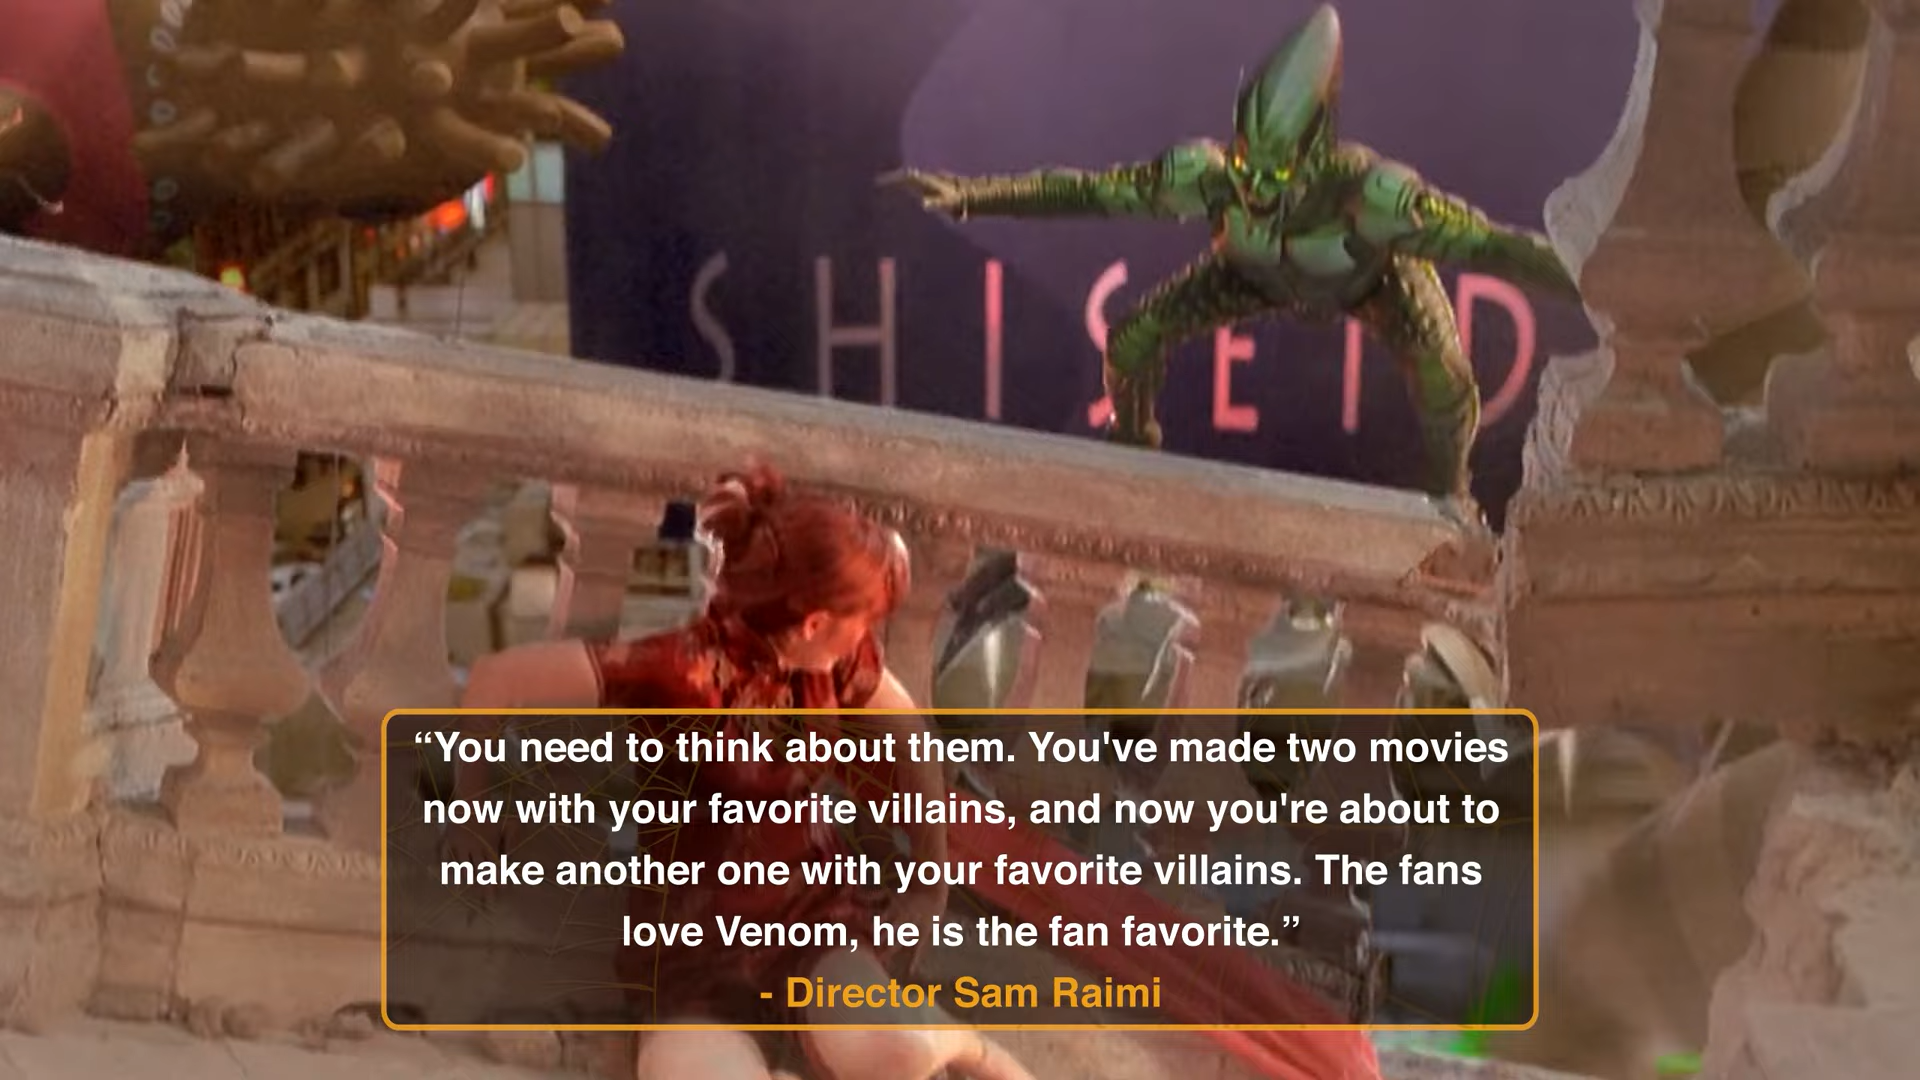 SHISEID
“You need to think about them. You've made two movies
now with your favorite villains, and now you're about to
make another one with your favorite villains. The fans
love Venom, he is the fan favorite.”
- Director Sam Raimi